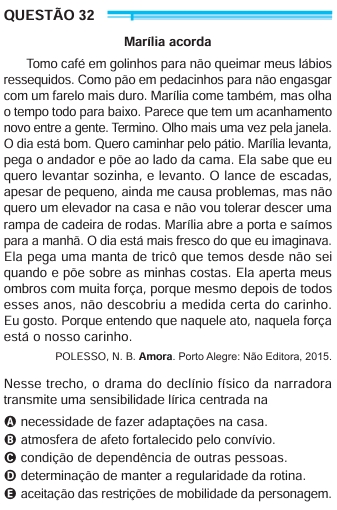 QUESTÃO 32
Marília acorda
Tomo café em golinhos para não queimar meus lábios
ressequidos. Como pão em pedacinhos para não engasgar
com um farelo mais duro. Marília come também, mas olha
o tempo todo para baixo. Parece que tem um acanhamento
novo entre a gente. Termino. Olho mais uma vez pela janela.
O dia está bom. Quero caminhar pelo pátio. Marília levanta,
pega o andador e põe ao lado da cama. Ela sabe que eu
quero levantar sozinha, e levanto. O lance de escadas,
apesar de pequeno, ainda me causa problemas, mas não
quero um elevador na casa e não vou tolerar descer uma
rampa de cadeira de rodas. Marília abre a porta e saímos
para a manhã. O dia está mais fresco do que eu imaginava.
Ela pega uma manta de tricô que temos desde não sei
quando e põe sobre as minhas costas. Ela aperta meus
ombros com muita força, porque mesmo depois de todos
esses anos, não descobriu a medida certa do carinho.
Eu gosto. Porque entendo que naquele ato, naquela força
está o nosso carinho.
POLESSO, N. B. Amora. Porto Alegre: Não Editora, 2015.
Nesse trecho, o drama do declínio físico da narradora
transmite uma sensibilidade lírica centrada na
A necessidade de fazer adaptações na casa.
B atmosfera de afeto fortalecido pelo convívio.
C condição de dependência de outras pessoas.
D determinação de manter a regularidade da rotina.
E aceitação das restrições de mobilidade da personagem.